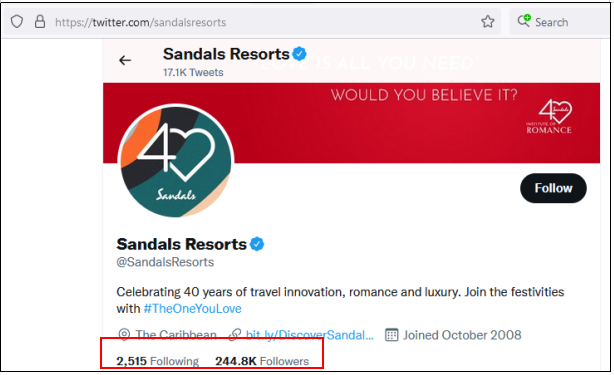 https://twitter.com/sandalsresorts
Search
Sandals Resorts
17.1K Tweets
IS ALL YOU NEED'
WOULD YOU BELIEVE IT?
40
Sandals
INSTITUTE OF
ROMANCE
40
Sandals
Follow
Sandals Resorts
@SandalsResorts
Celebrating 40 years of travel innovation, romance and luxury. Join the festivities
with #TheOneYouLove
The Caribbean bit.ly/DiscoverSandal... Joined October 2008
2,515 Following 244.8K Followers